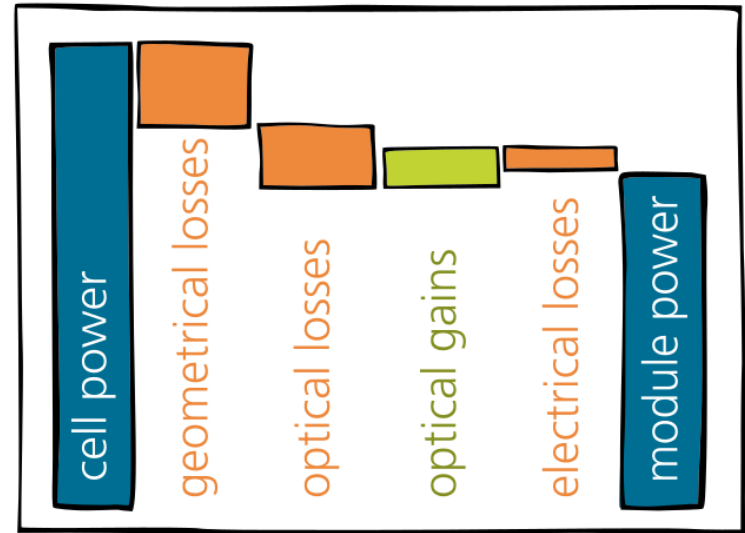 cell power
geometrical losses
optical losses
optical gains
electrical losses
module power